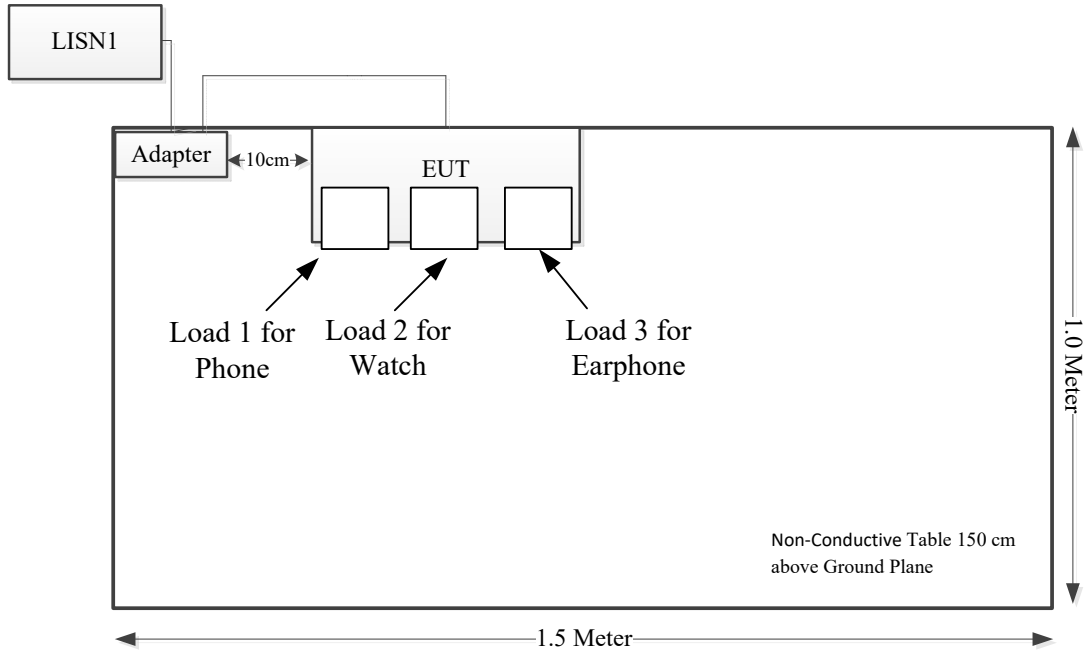 LISN1
Adapter
10cm
EUT
Load 1 for
Phone
Load 2 for
Watch
Load 3 for
Earphone
1.0 Meter
Non-Conductive Table 150 cm
above Ground Plane
1.5 Meter